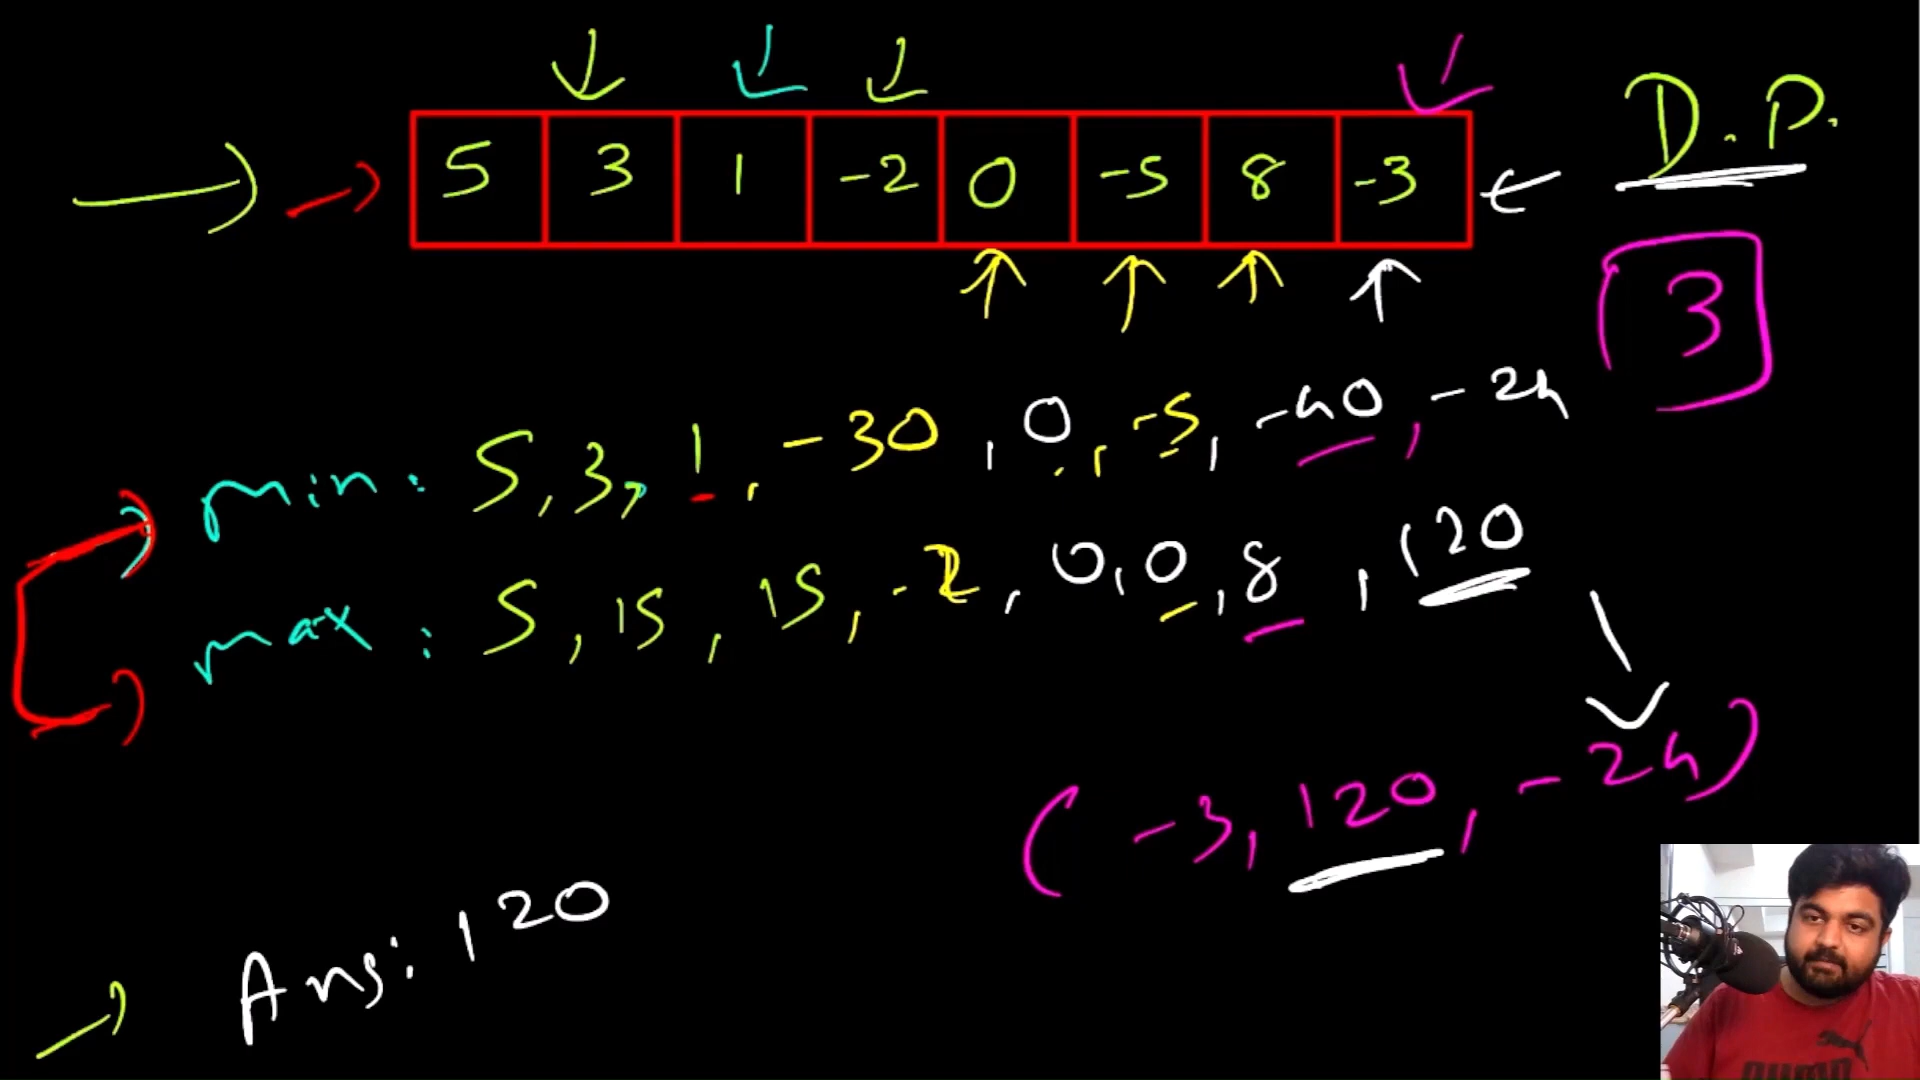 5 3 1 -2 0 -5 8 -3
D.P.
3
min: 5, 3, 1, -30, 0, -5, -40, -24
max: 5, 15, 15, -2, 0, 0, 8, 120
(-3, 120, -24)
Ans: 120
PUMA